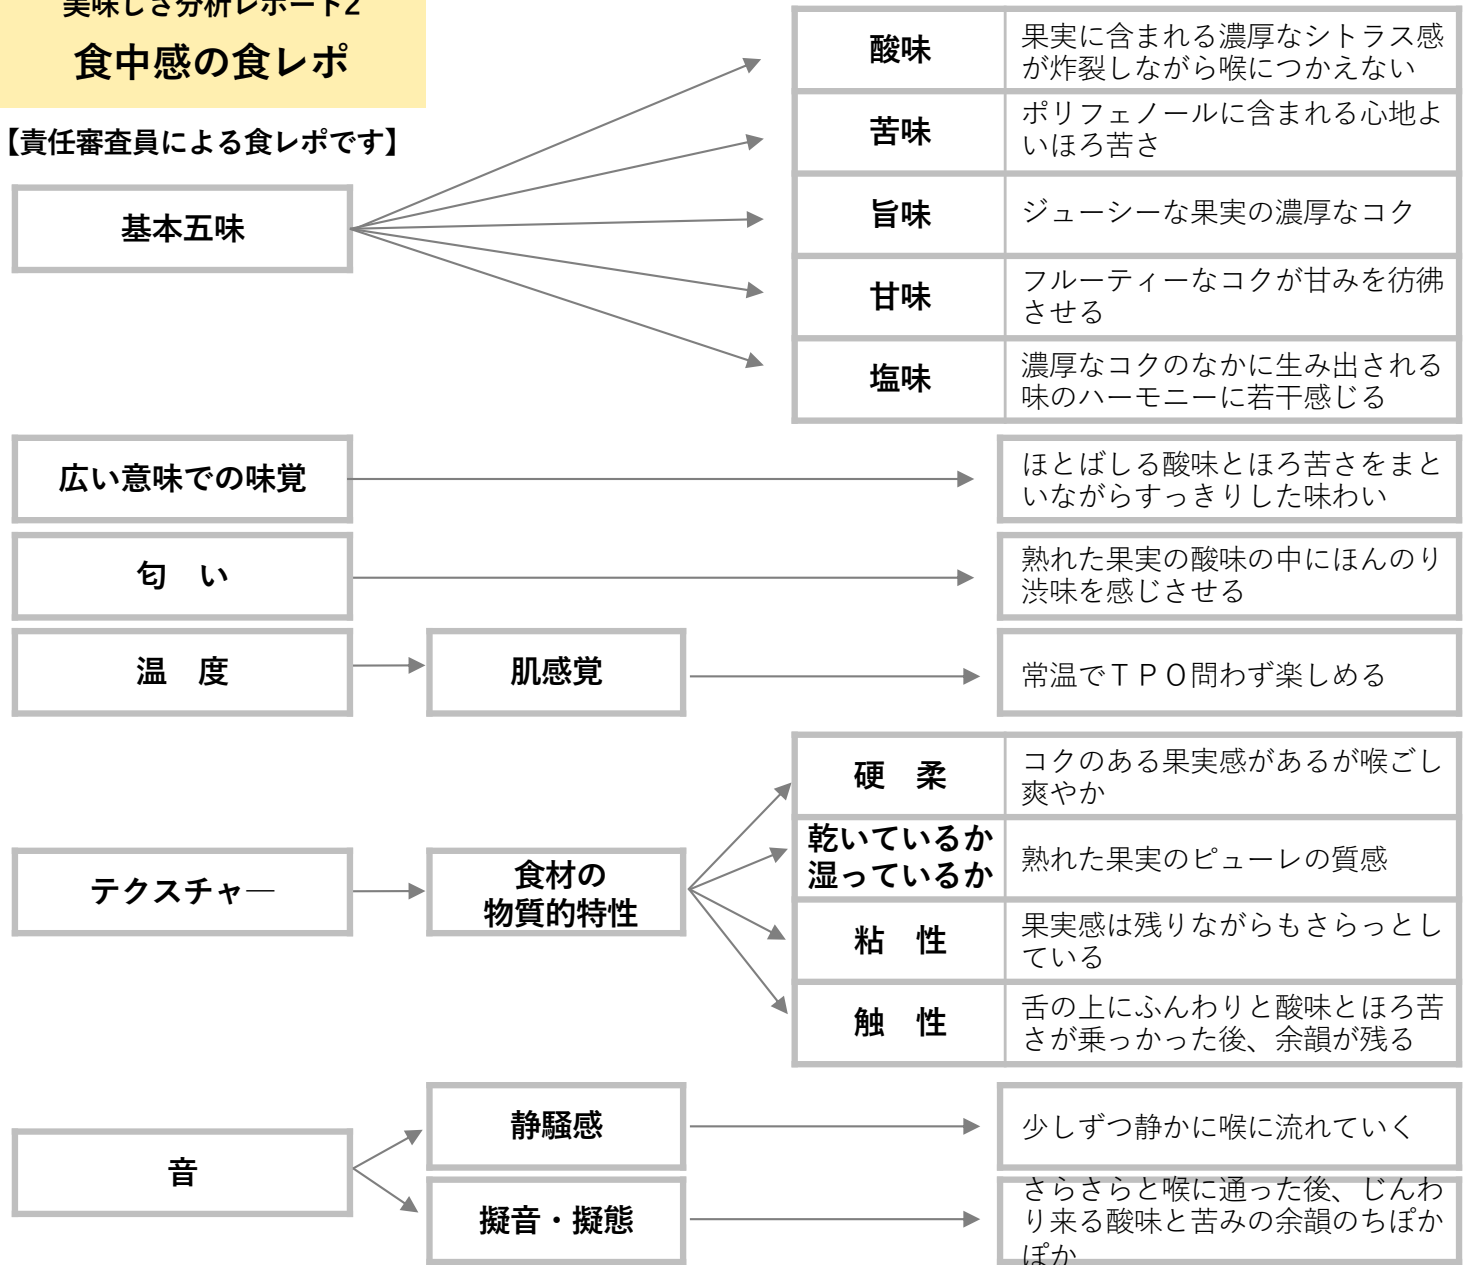 美味しさ分析レポート2
食中感の食レポ
【責任審査員による食レポです】
基本五味
酸味
果実に含まれる濃厚なシトラス感
が炸裂しながら喉につかえない
苦味
ポリフェノールに含まれる心地よ
いほろ苦さ
旨味
ジューシーな果実の濃厚なコク
甘味
フルーティーなコクが甘みを彷彿
させる
塩味
濃厚なコクのなかに生み出される
味のハーモニーに若干感じる
広い意味での味覚
ほとばしる酸味とほろ苦さをまと
いながらすっきりした味わい
匂　い
熟れた果実の酸味の中にほんのり
渋味を感じさせる
温　度
肌感覚
常温でＴＰＯ問わず楽しめる
テクスチャ―
食材の
物質的特性
硬　柔
コクのある果実感があるが喉ごし
爽やか
乾いているか
湿っているか
熟れた果実のピューレの質感
粘　性
果実感は残りながらもさらっとし
ている
触　性
舌の上にふんわりと酸味とほろ苦
さが乗っかった後、余韻が残る
音
静騒感
少しずつ静かに喉に流れていく
擬音・擬態
さらさらと喉に通った後、じんわ
り来る酸味と苦みの余韻のちぽか
ぽか